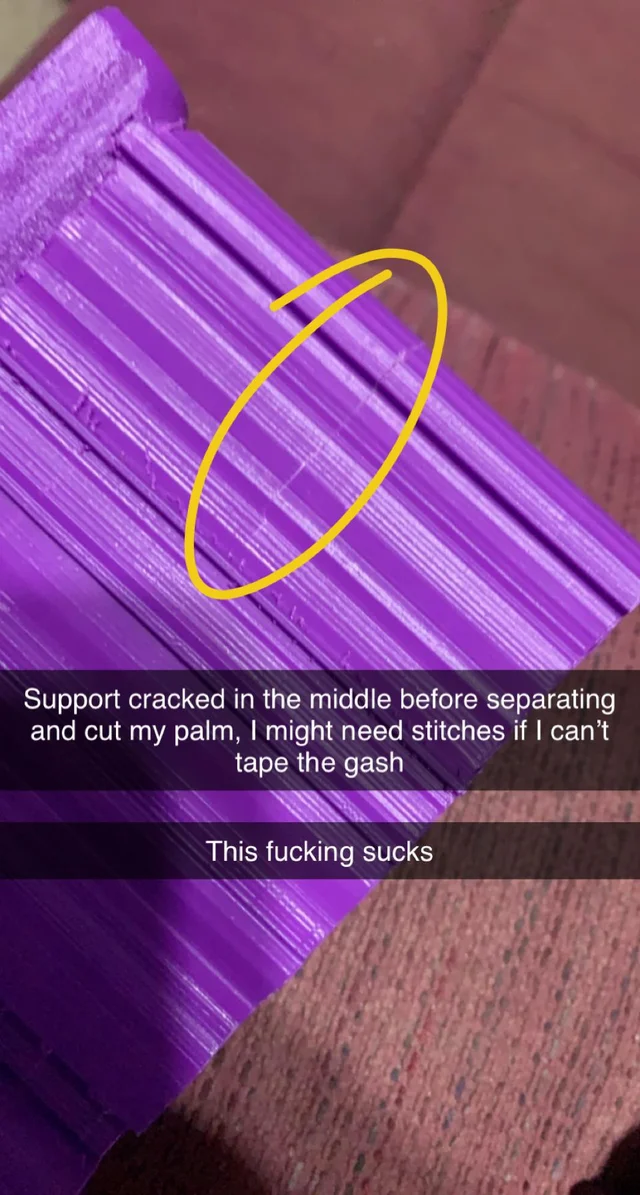 Support cracked in the middle before separating
and cut my palm, I might need stitches if I can’t
tape the gash
This fucking sucks